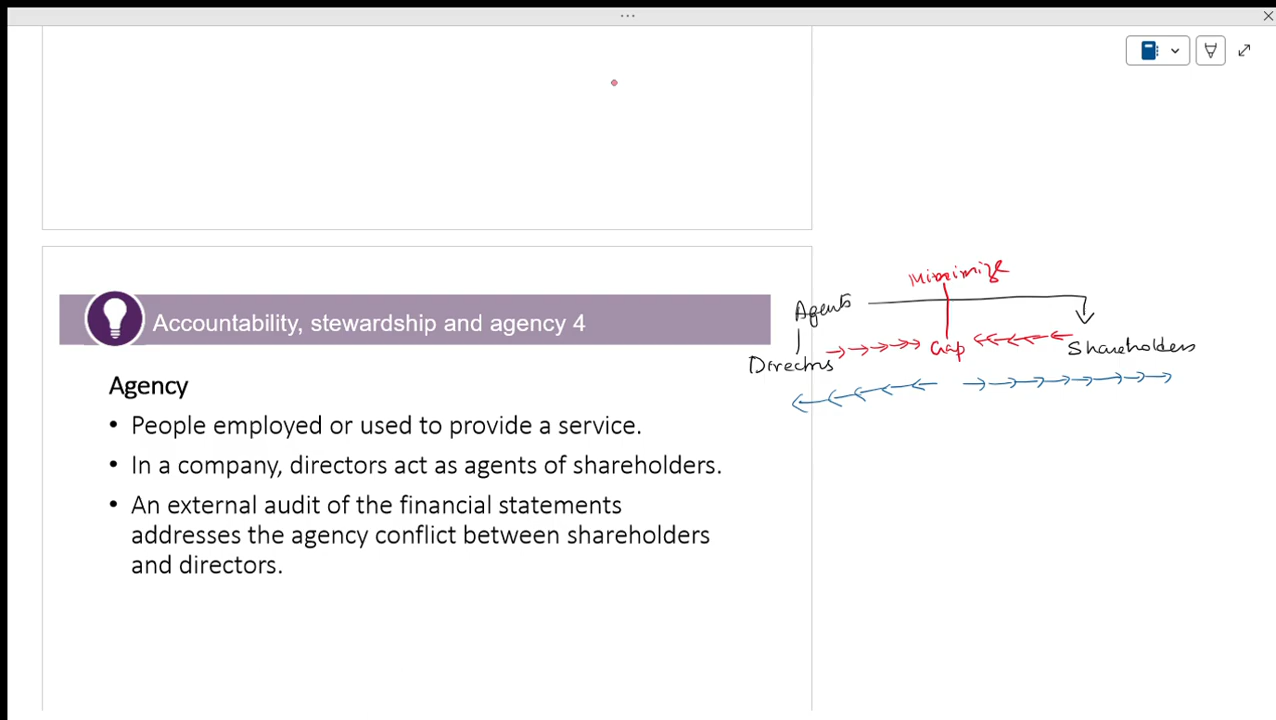 Accountability, stewardship and agency 4
Agency
• People employed or used to provide a service.
• In a company, directors act as agents of shareholders.
• An external audit of the financial statements
addresses the agency conflict between shareholders
and directors.
Minimize
Agents
Gap
Shareholders
Directors